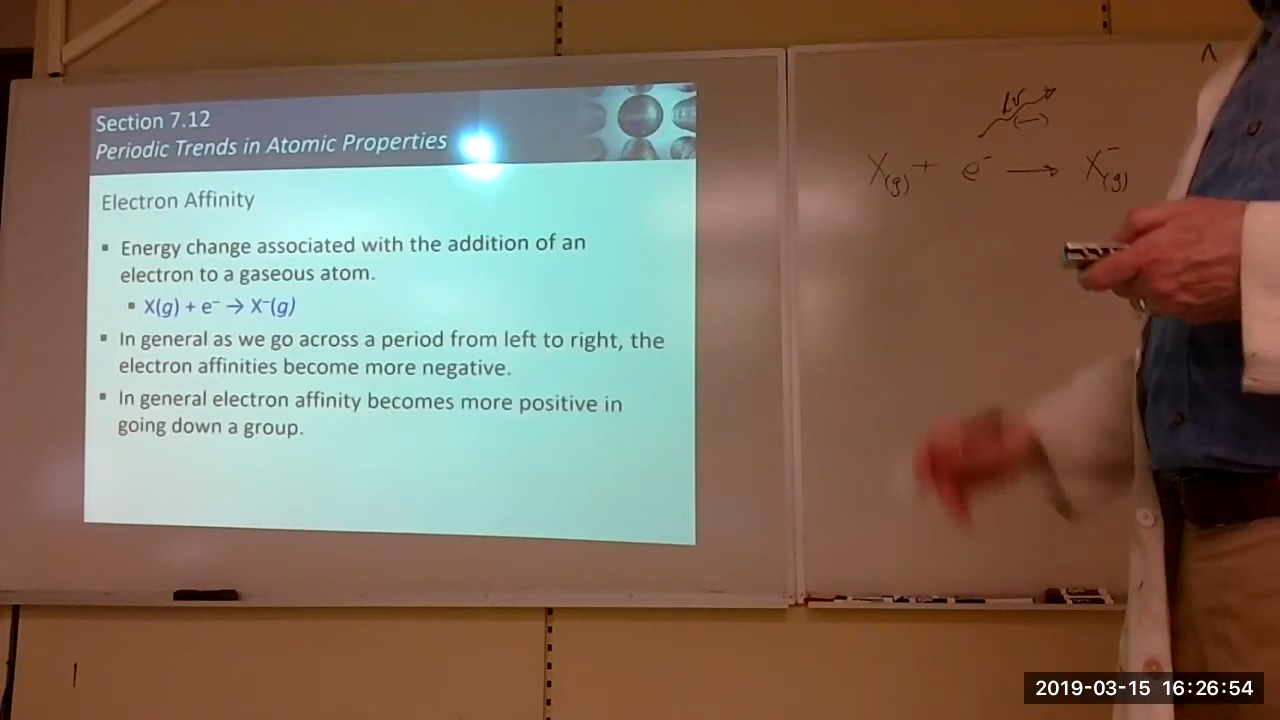 Section 7.12
Periodic Trends in Atomic Properties
Electron Affinity
▪ Energy change associated with the addition of an
electron to a gaseous atom.
▪ X(g) + e⁻ → X⁻(g)
▪ In general as we go across a period from left to right, the
electron affinities become more negative.
▪ In general electron affinity becomes more positive in
going down a group.
(−)
X(g) + e⁻ → X⁻(g)
2019-03-15 16:26:54